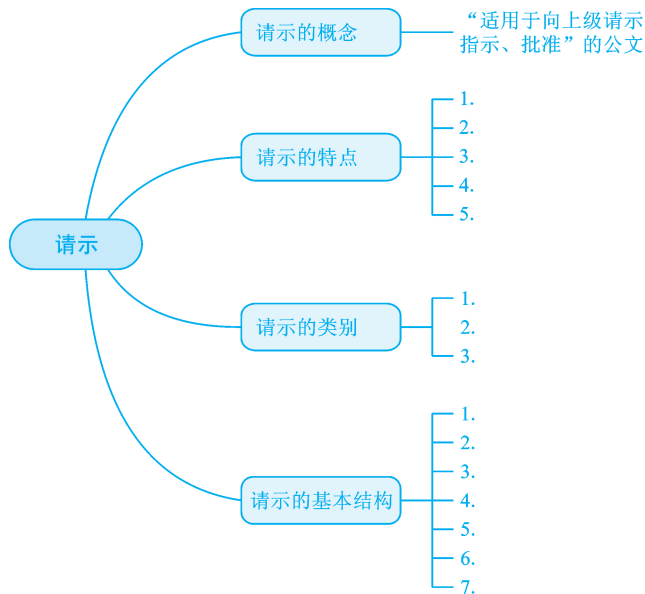 请示
请示的概念
“适用于向上级请示
指示、批准”的公文
请示的特点
1.
2.
3.
4.
5.
请示的类别
1.
2.
3.
请示的基本结构
1.
2.
3.
4.
5.
6.
7.